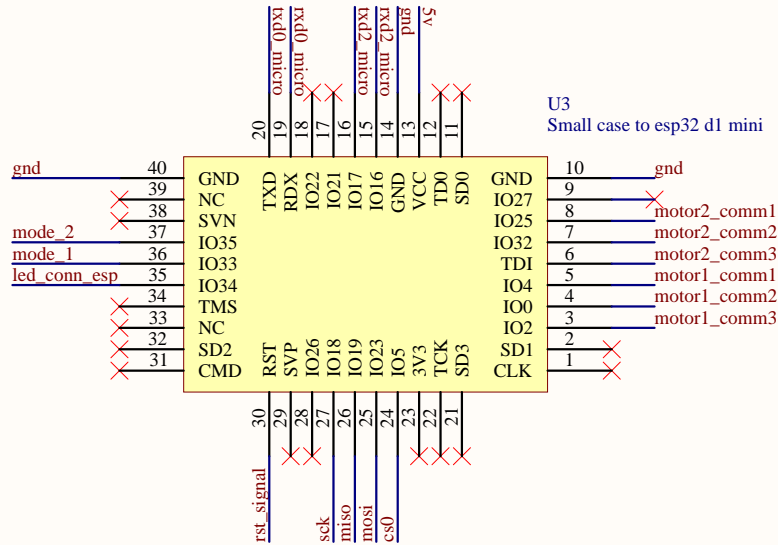 txd0_micro
rxd0_micro
txd2_micro
rxd2_micro
gnd
5v
20
19
18
17
16
15
14
13
12
11
TXD
RDX
IO22
IO21
IO17
IO16
GND
VCC
TD0
SD0
U3
Small case to esp32 d1 mini
gnd 40 GND
39 NC
38 SVN
mode_2 37 IO35
mode_1 36 IO33
led_conn_esp 35 IO34
34 TMS
33 NC
32 SD2
31 CMD
GND 10 gnd
IO27 9
IO25 8 motor2_comm1
IO32 7 motor2_comm2
TDI 6 motor2_comm3
IO4 5 motor1_comm1
IO0 4 motor1_comm2
IO2 3 motor1_comm3
SD1 2
CLK 1
RST
SVP
IO26
IO18
IO19
IO23
IO5
3V3
TCK
SD3
30
29
28
27
26
25
24
23
22
21
rst_signal
sck
miso
mosi
cs0